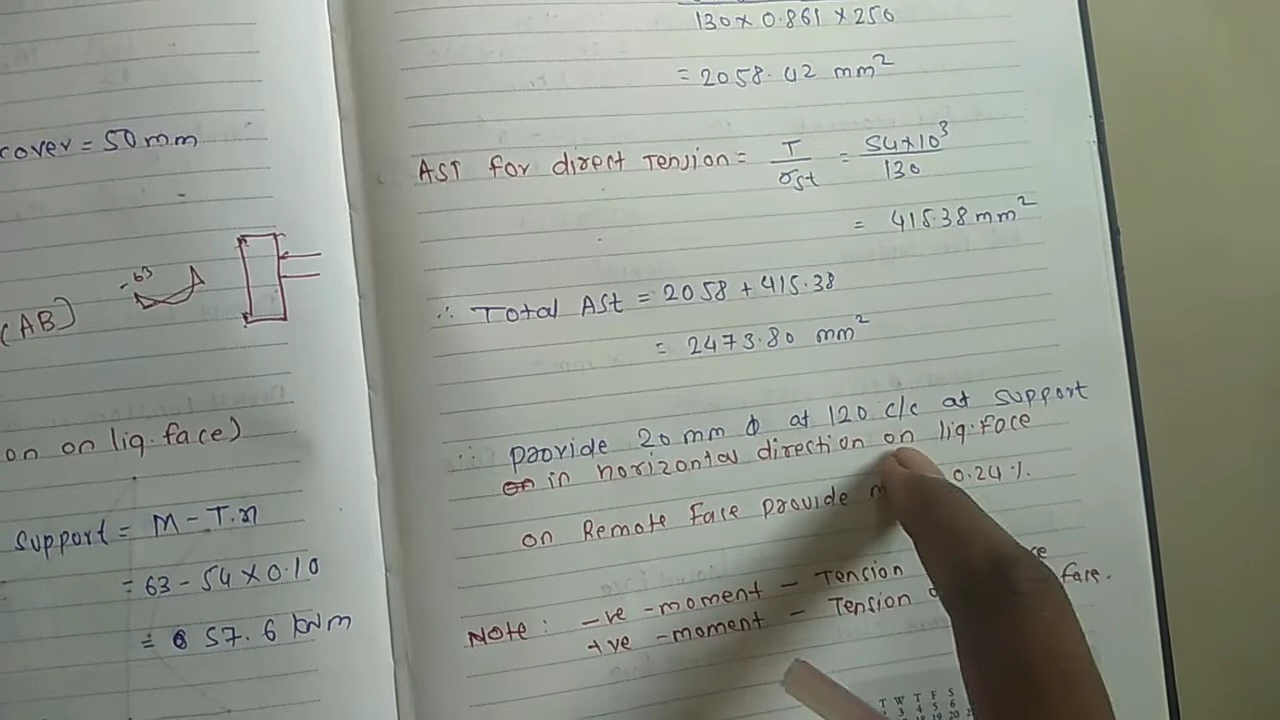 cover = 50 mm
-63
(AB)
on on liq. face)
Support = M - T.x
= 63 - 54 × 0.10
= 57.6 kNm
130 × 0.861 × 250
= 2058.42 mm²
AST for direct Tension = T/σst = 54×10³/130
= 415.38 mm²
∴ Total Ast = 2058 + 415.38
= 2473.80 mm²
∴ provide 20 mm ϕ at 120 c/c at support
in horizontal direction on liq. face
on Remote Face provide 0.24 %.
Note : -ve -moment - Tension
+ve -moment - Tension face.
T W T F S